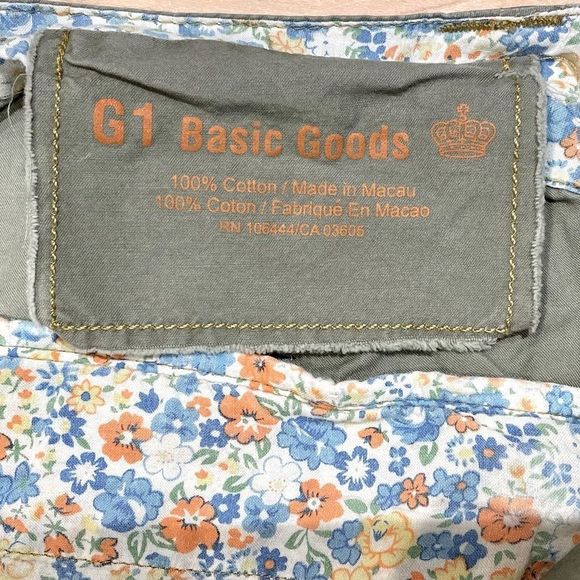 G1 Basic Goods
100% Cotton / Made in Macau
100% Coton / Fabriqué En Macao
RN 106444/CA 03605